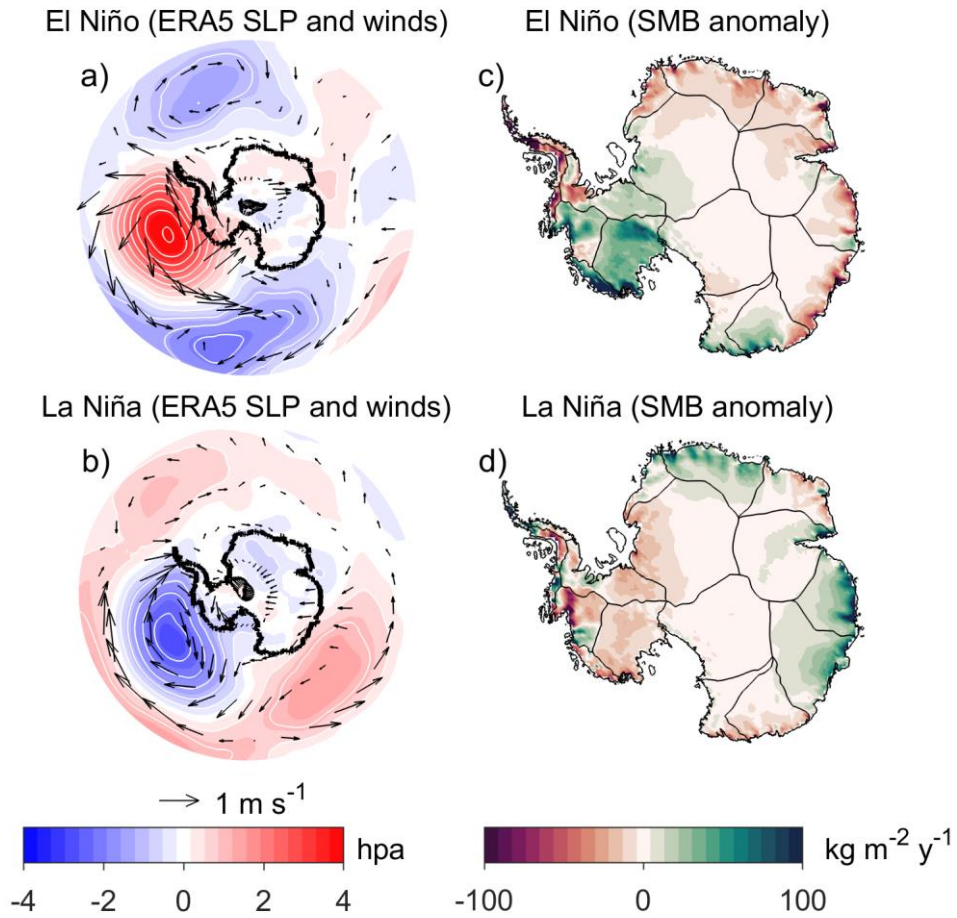 El Niño (ERA5 SLP and winds)
El Niño (SMB anomaly)
a)
c)
La Niña (ERA5 SLP and winds)
La Niña (SMB anomaly)
b)
d)
1 m s⁻¹
hpa
-4 -2 0 2 4
kg m⁻² y⁻¹
-100 0 100